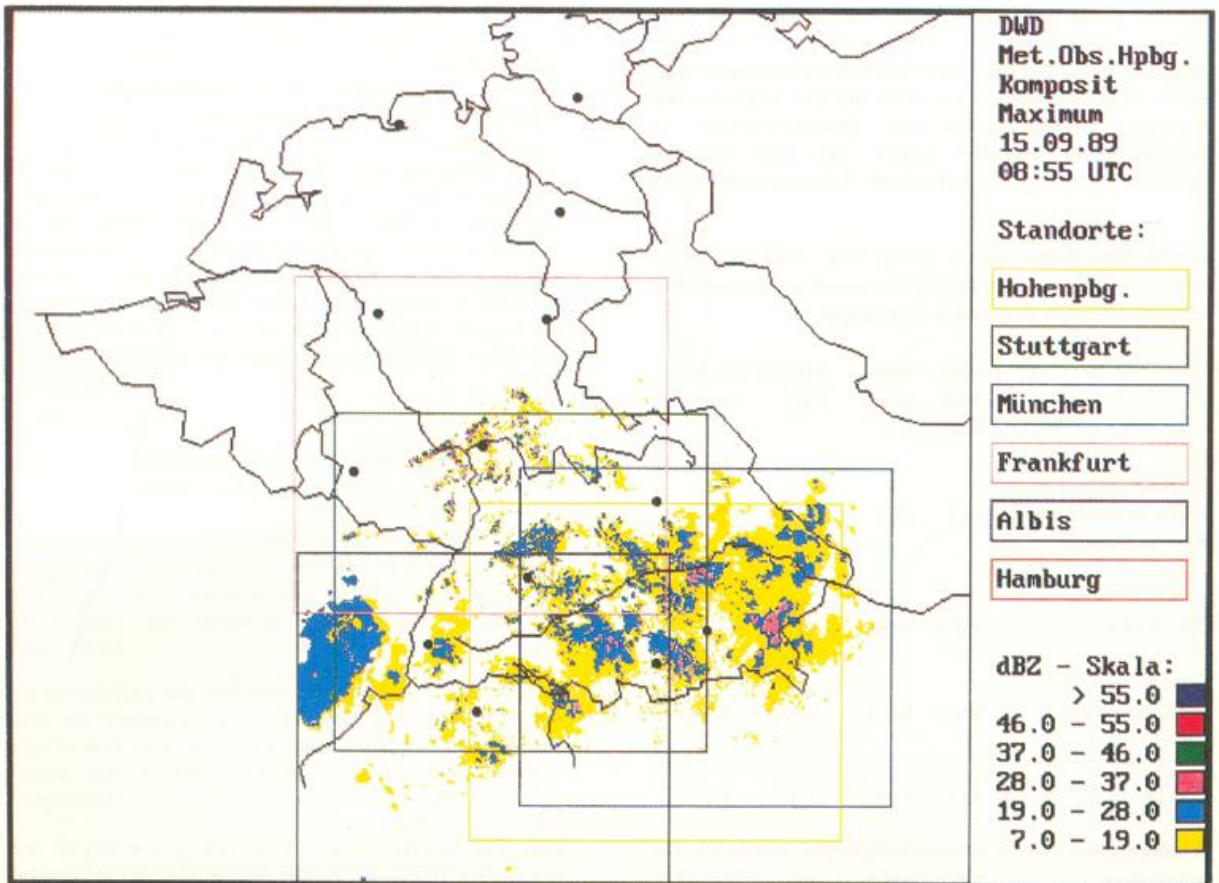 DWD
Met.Obs.Hpbg.
Komposit
Maximum
15.09.89
08:55 UTC
Standorte:
Hohenpbg.
Stuttgart
München
Frankfurt
Albis
Hamburg
dBZ - Skala:
> 55.0
46.0 - 55.0
37.0 - 46.0
28.0 - 37.0
19.0 - 28.0
7.0 - 19.0